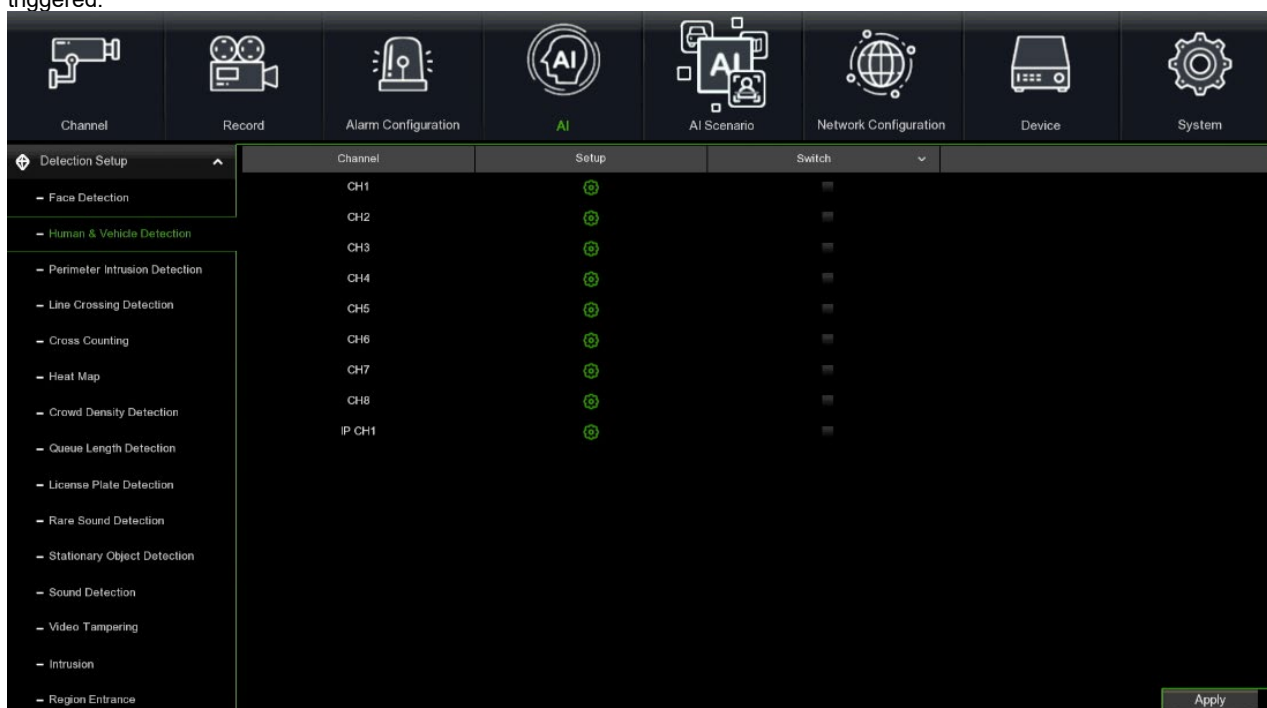 triggered.
AI
AI
Channel Record Alarm Configuration AI AI Scenario Network Configuration Device System
Detection Setup
Channel Setup Switch
– Face Detection
– Human & Vehicle Detection
– Perimeter Intrusion Detection
– Line Crossing Detection
– Cross Counting
– Heat Map
– Crowd Density Detection
– Queue Length Detection
– License Plate Detection
– Rare Sound Detection
– Stationary Object Detection
– Sound Detection
– Video Tampering
– Intrusion
– Region Entrance
CH1
CH2
CH3
CH4
CH5
CH6
CH7
CH8
IP CH1
Apply